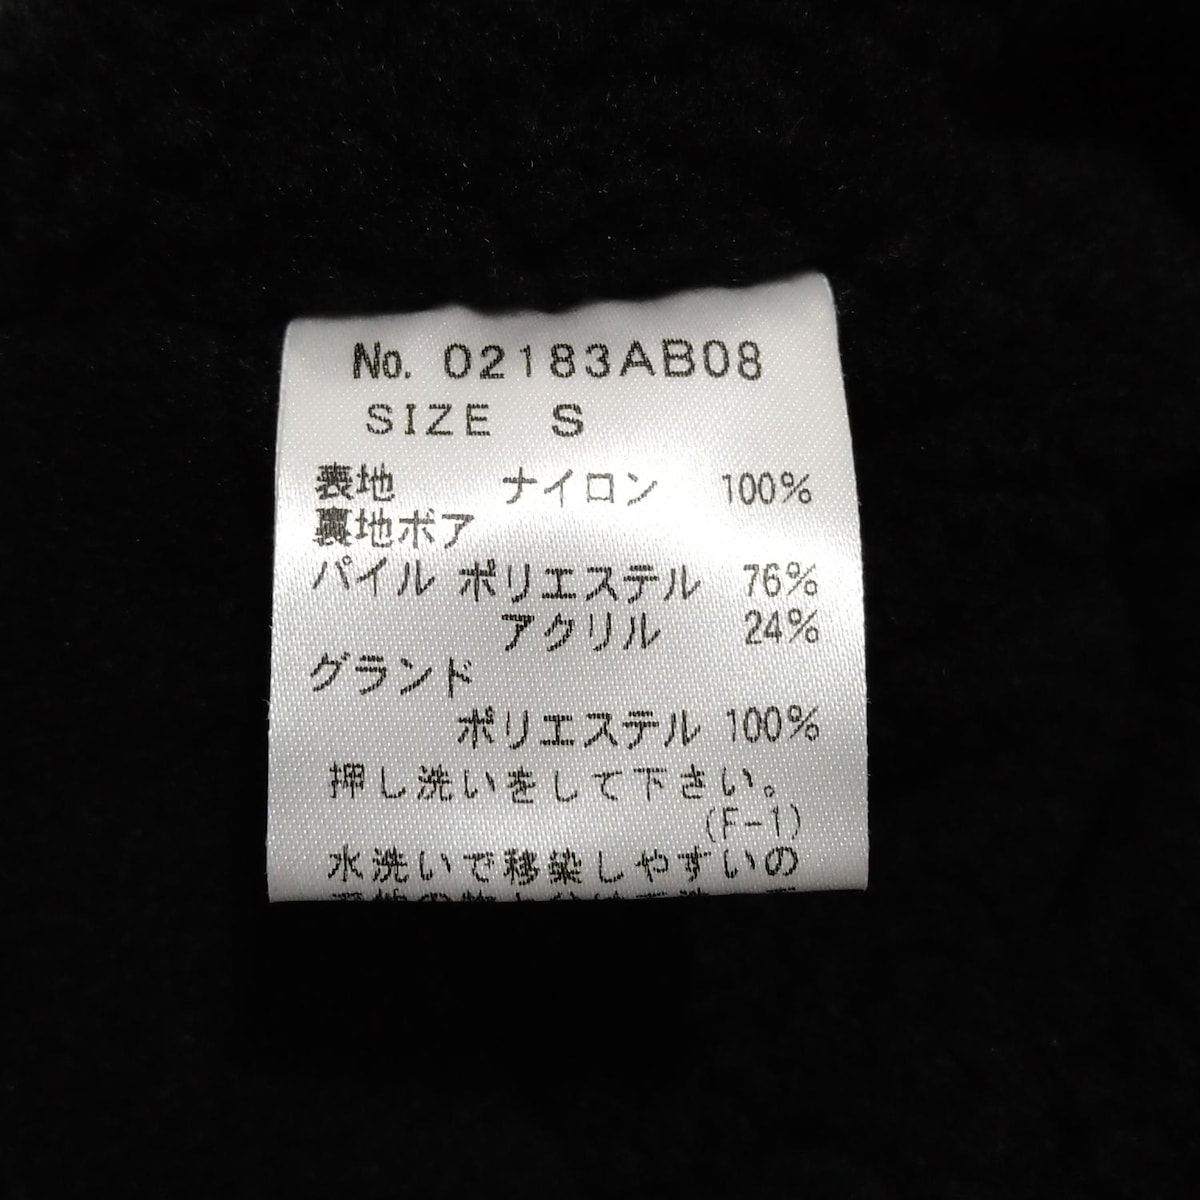 No. 02183AB08
SIZE S
表地 ナイロン 100%
裏地ボア
パイル ポリエステル 76%
アクリル 24%
グランド
ポリエステル 100%
押し洗いをして下さい。
(F-1)
水洗いで移染しやすいの